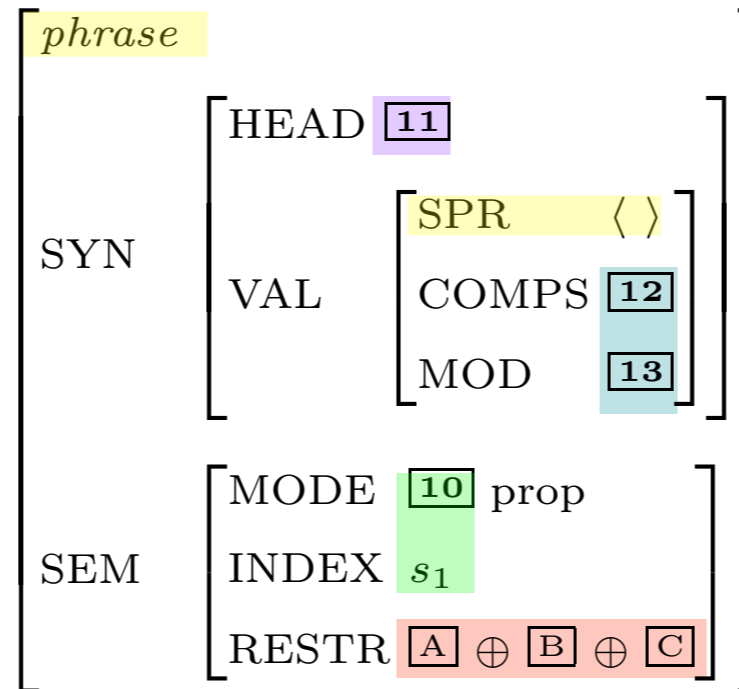 phrase
HEAD 11
SPR ⟨ ⟩
SYN
VAL COMPS 12
MOD 13
MODE 10 prop
SEM INDEX s₁
RESTR A ⊕ B ⊕ C